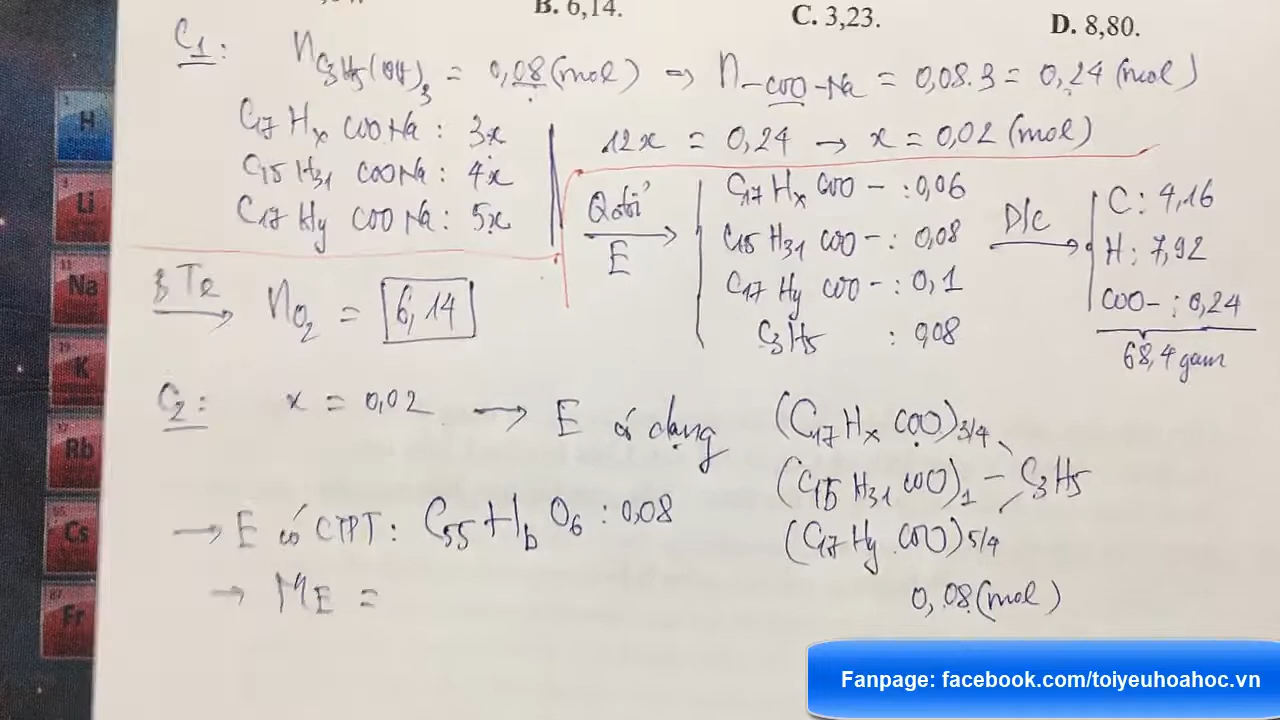 B. 6,14. C. 3,23. D. 8,80.
C1: nC3H5(OH)3 = 0,08 (mol) → n-COO-Na = 0,08.3 = 0,24 (mol)
C17HxCOONa: 3x
C15H31COONa: 4x
C17HyCOONa: 5x
12x = 0,24 → x = 0,02 (mol)
Qđổi
E
C17HxCOO- : 0,06
C15H31COO- : 0,08
C17HyCOO- : 0,1
C3H5 : 0,08
Đ/C
C : 4,16
H : 7,92
COO- : 0,24
68,4 gam
BTe → nO2 = 6,14
C2: x = 0,02 → E có dạng
(C17HxCOO)3/4
(C15H31COO)1 - C3H5
(C17HyCOO)5/4
0,08 (mol)
→ E có CTPT: C55HbO6 : 0,08
→ ME =
H
Li
Na
K
Rb
Cs
Fr
Fanpage: facebook.com/toiyeuhoahoc.vn